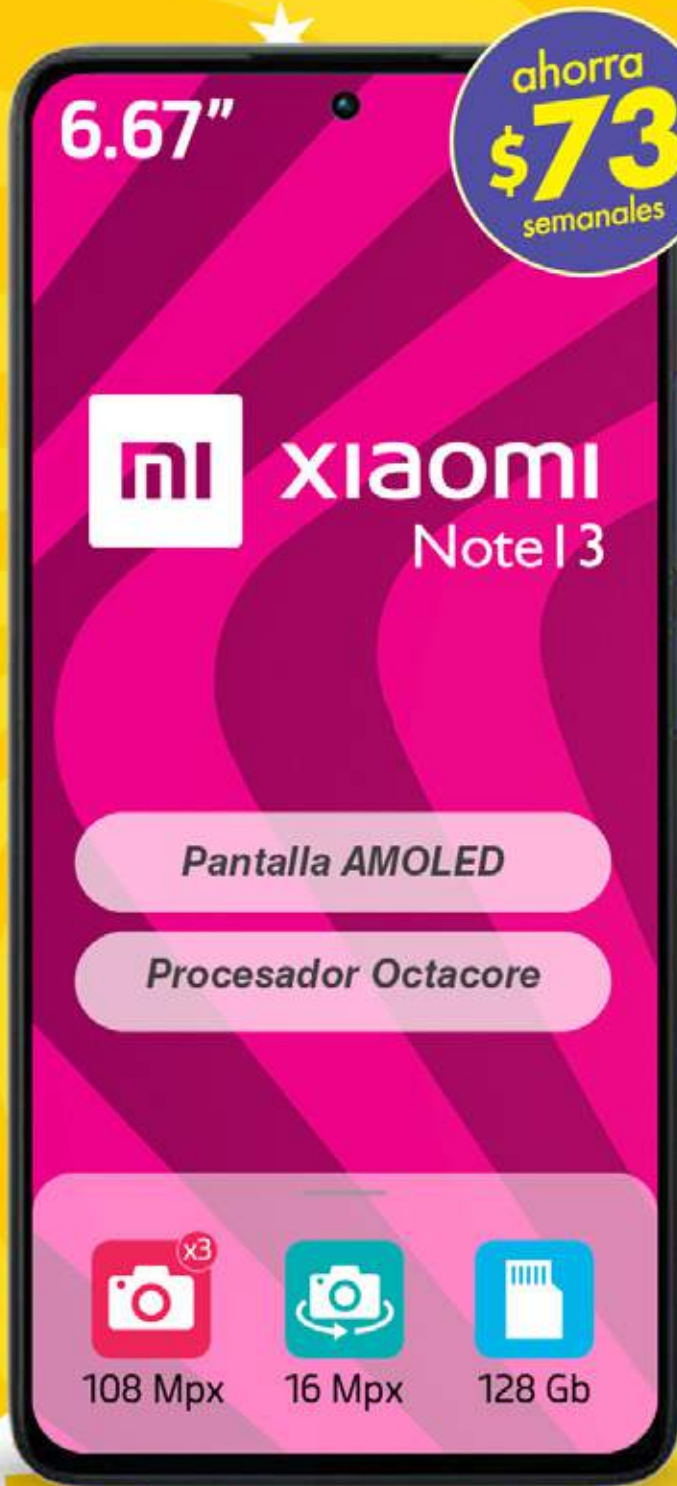 6.67"
ahorra
$73
semanales
mi xiaomi
Note13
Pantalla AMOLED
Procesador Octacore
x3
108 Mpx 16 Mpx 128 Gb